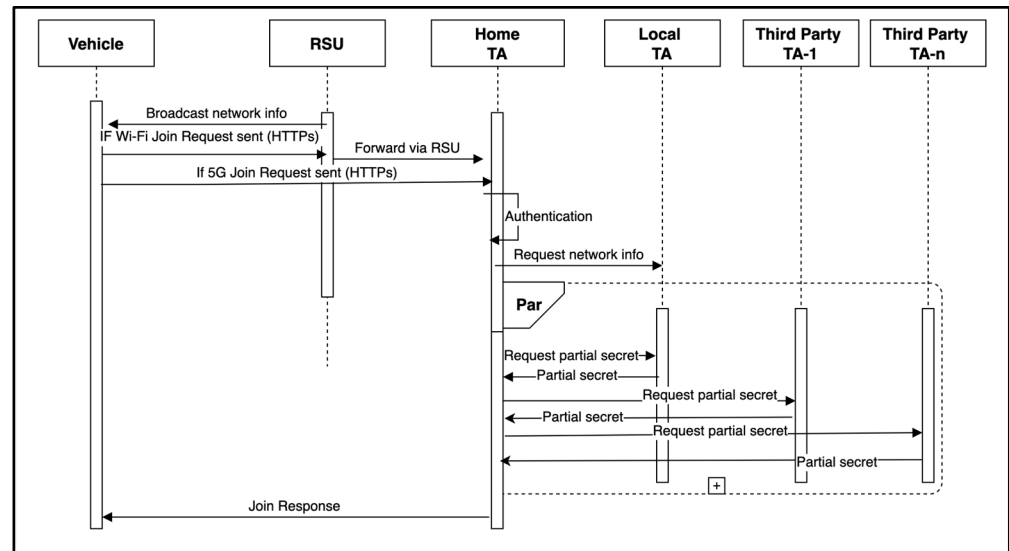 Vehicle
RSU
Home
TA
Local
TA
Third Party
TA-1
Third Party
TA-n
Broadcast network info
IF Wi-Fi Join Request sent (HTTPs)
Forward via RSU
If 5G Join Request sent (HTTPs)
Authentication
Request network info
Par
Request partial secret
Partial secret
Request partial secret
Partial secret
Request partial secret
Partial secret
+
Join Response